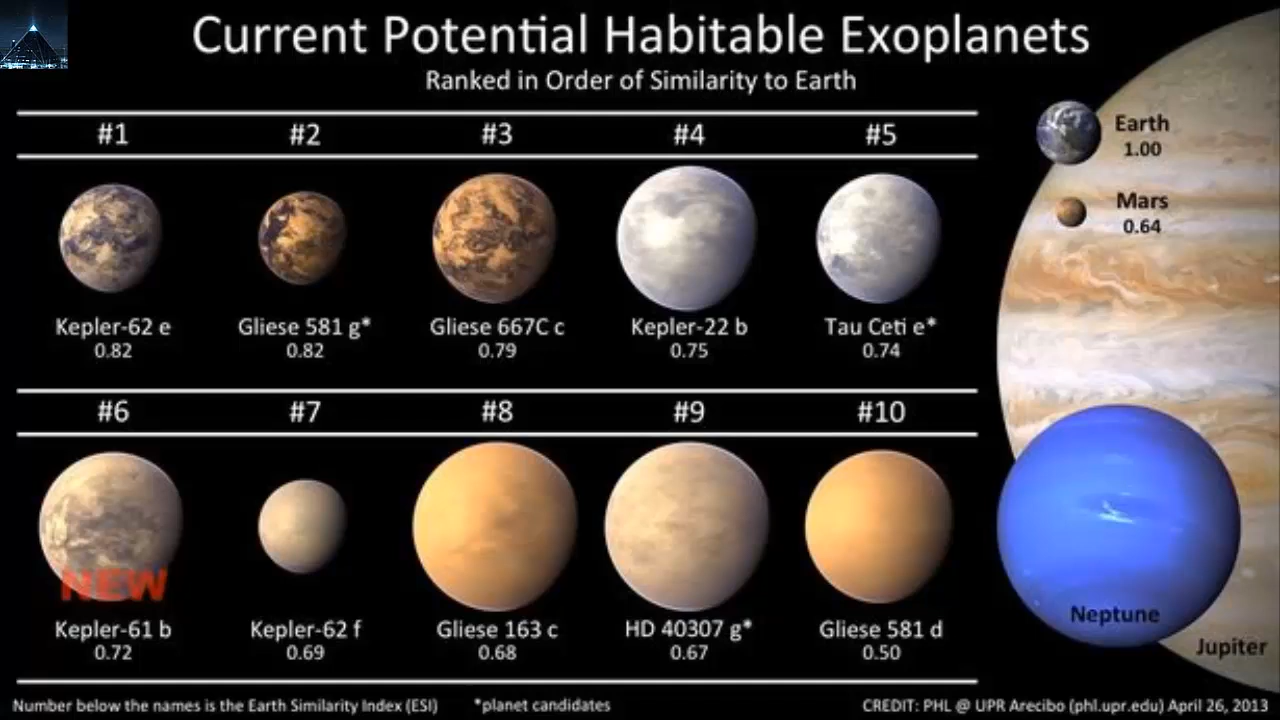 Current Potential Habitable Exoplanets
Ranked in Order of Similarity to Earth
#1 #2 #3 #4 #5
Kepler-62 e Gliese 581 g* Gliese 667C c Kepler-22 b Tau Ceti e*
0.82 0.82 0.79 0.75 0.74
#6 #7 #8 #9 #10
NEW
Kepler-61 b Kepler-62 f Gliese 163 c HD 40307 g* Gliese 581 d
0.72 0.69 0.68 0.67 0.50
Earth
1.00
Mars
0.64
Neptune
Jupiter
Number below the names is the Earth Similarity Index (ESI) *planet candidates CREDIT: PHL @ UPR Arecibo (phl.upr.edu) April 26, 2013